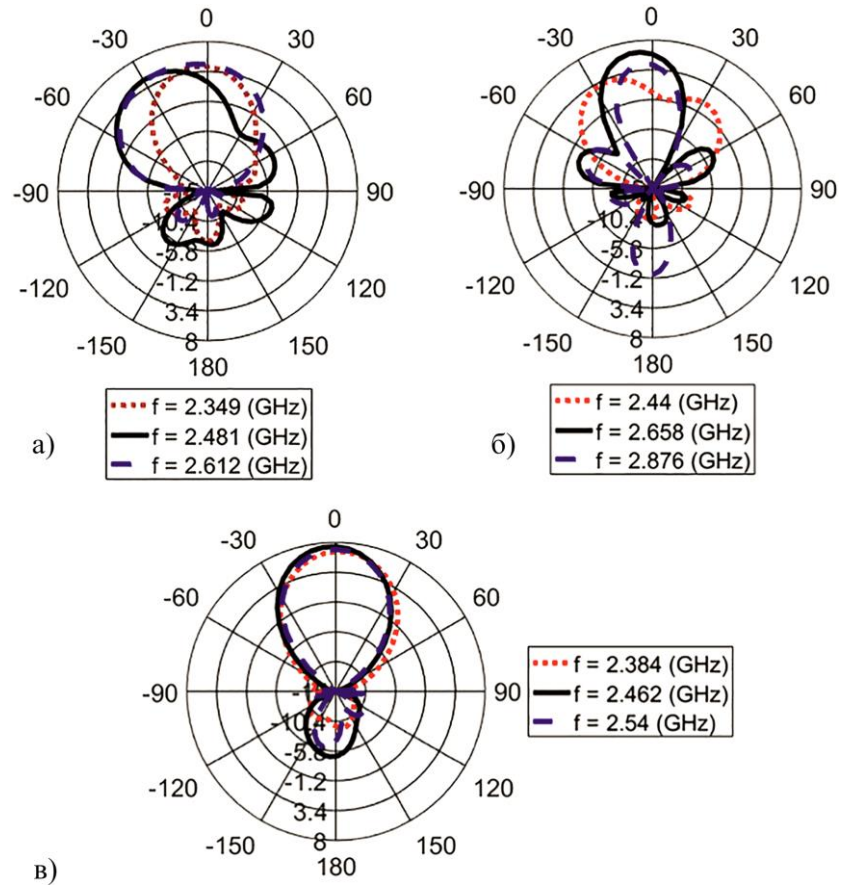 0
-30 30
-60 60
-90 90
-10.4
-5.8
-120 -1.2 120
3.4
-150 8 150
180
f = 2.349 (GHz)
f = 2.481 (GHz)
f = 2.612 (GHz)
а)
0
-30 30
-60 60
-90 90
-10.4
-5.8
-120 -1.2 120
3.4
-150 8 150
180
f = 2.44 (GHz)
f = 2.658 (GHz)
f = 2.876 (GHz)
б)
0
-30 30
-60 60
-90 90
-10.4
-5.8
-120 -1.2 120
3.4
-150 8 150
180
f = 2.384 (GHz)
f = 2.462 (GHz)
f = 2.54 (GHz)
в)